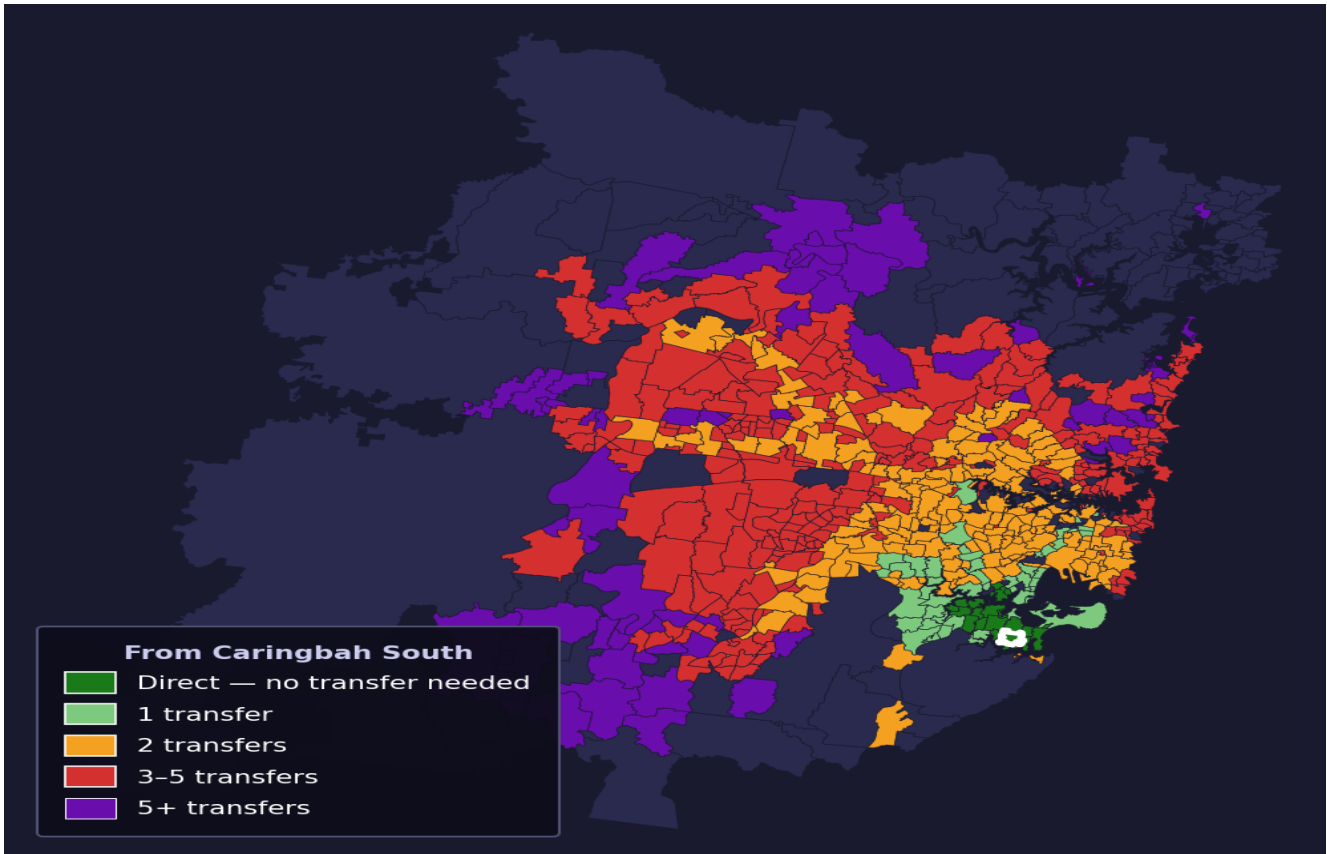 From Caringbah South
Direct — no transfer needed
1 transfer
2 transfers
3–5 transfers
5+ transfers